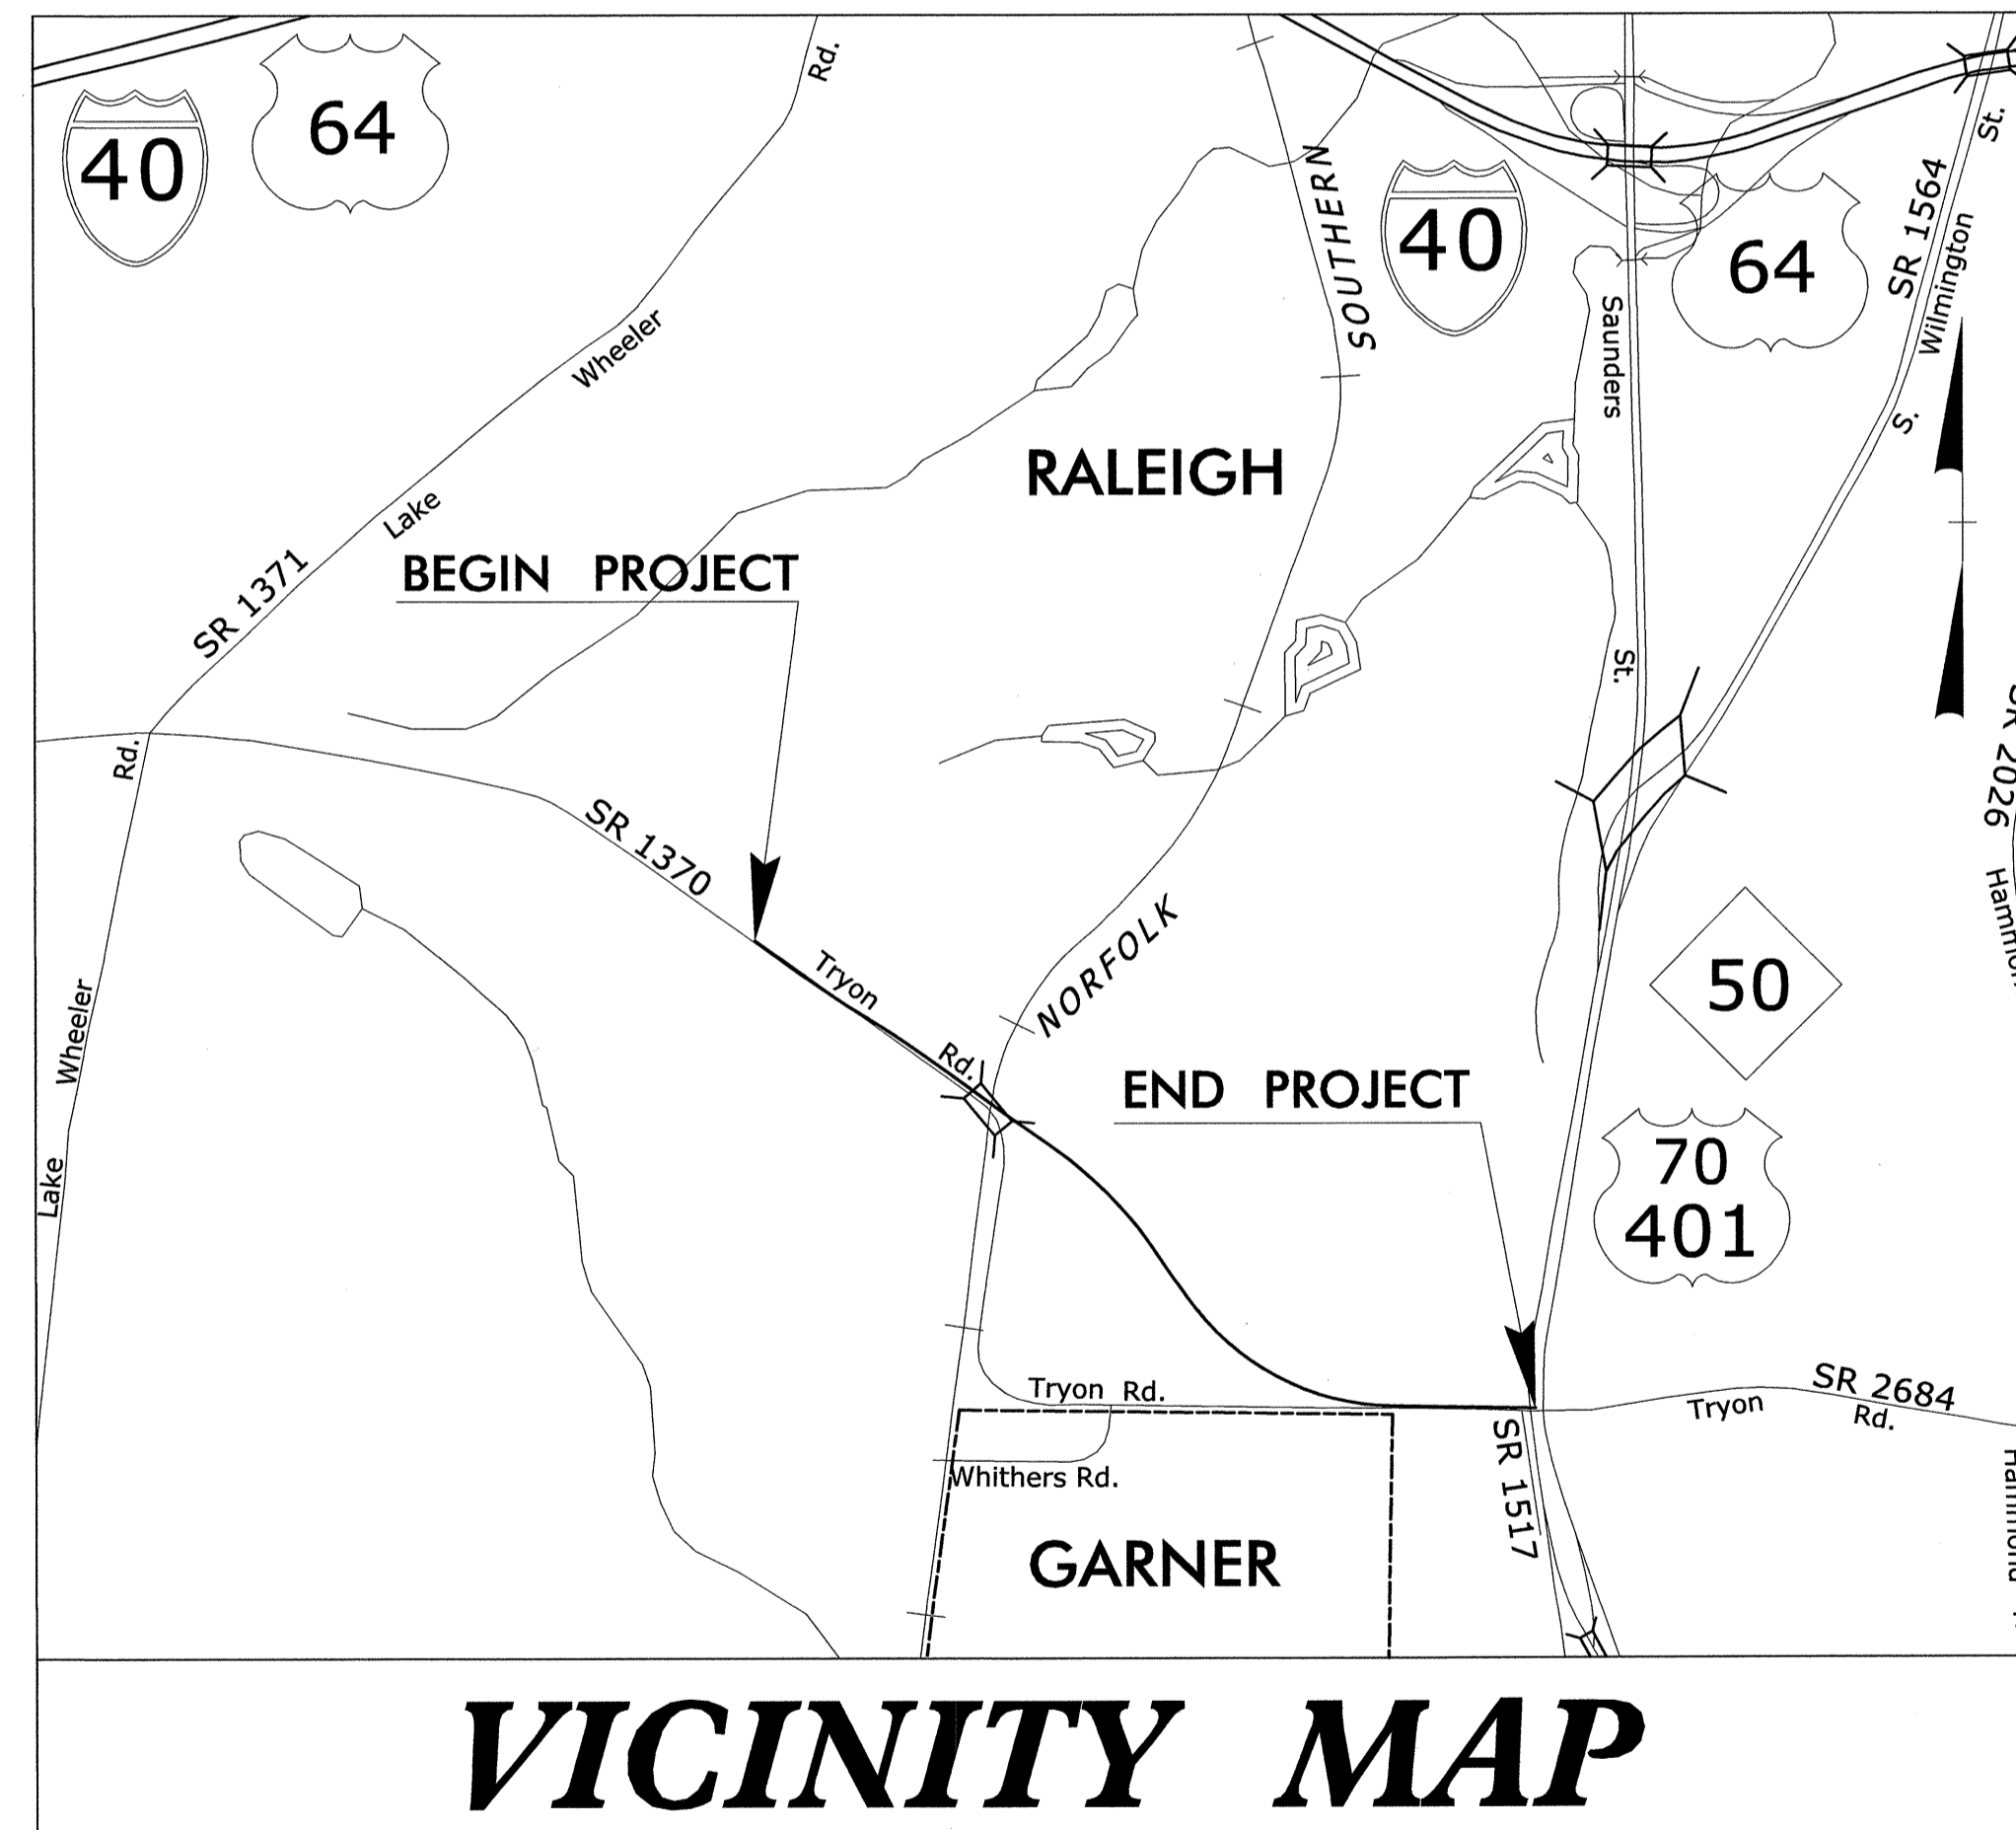 40
64
Rd.
SOUTHERN
40
64
SR 1564
St.
S. Wilmington
Wheeler
Saunders
RALEIGH
Lake
SR 1371
BEGIN PROJECT
St.
Rd.
SR 2026
SR 1370
NORFOLK
50
Tryon
Rd.
Wheeler
END PROJECT
Lake
70
401
Tryon Rd.
SR 2684
Tryon
Rd.
SR 1517
Whithers Rd.
GARNER
VICINITY MAP